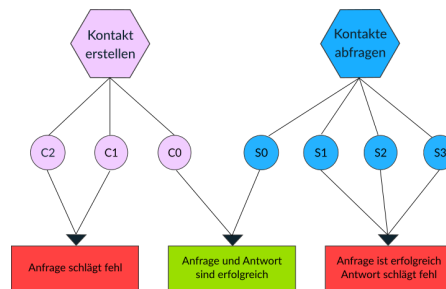 Kontakt
erstellen
Kontakte
abfragen
C2
C1
C0
S0
S1
S2
S3
Anfrage schlägt fehl
Anfrage und Antwort
sind erfolgreich
Anfrage ist erfolgreich
Antwort schlägt fehl